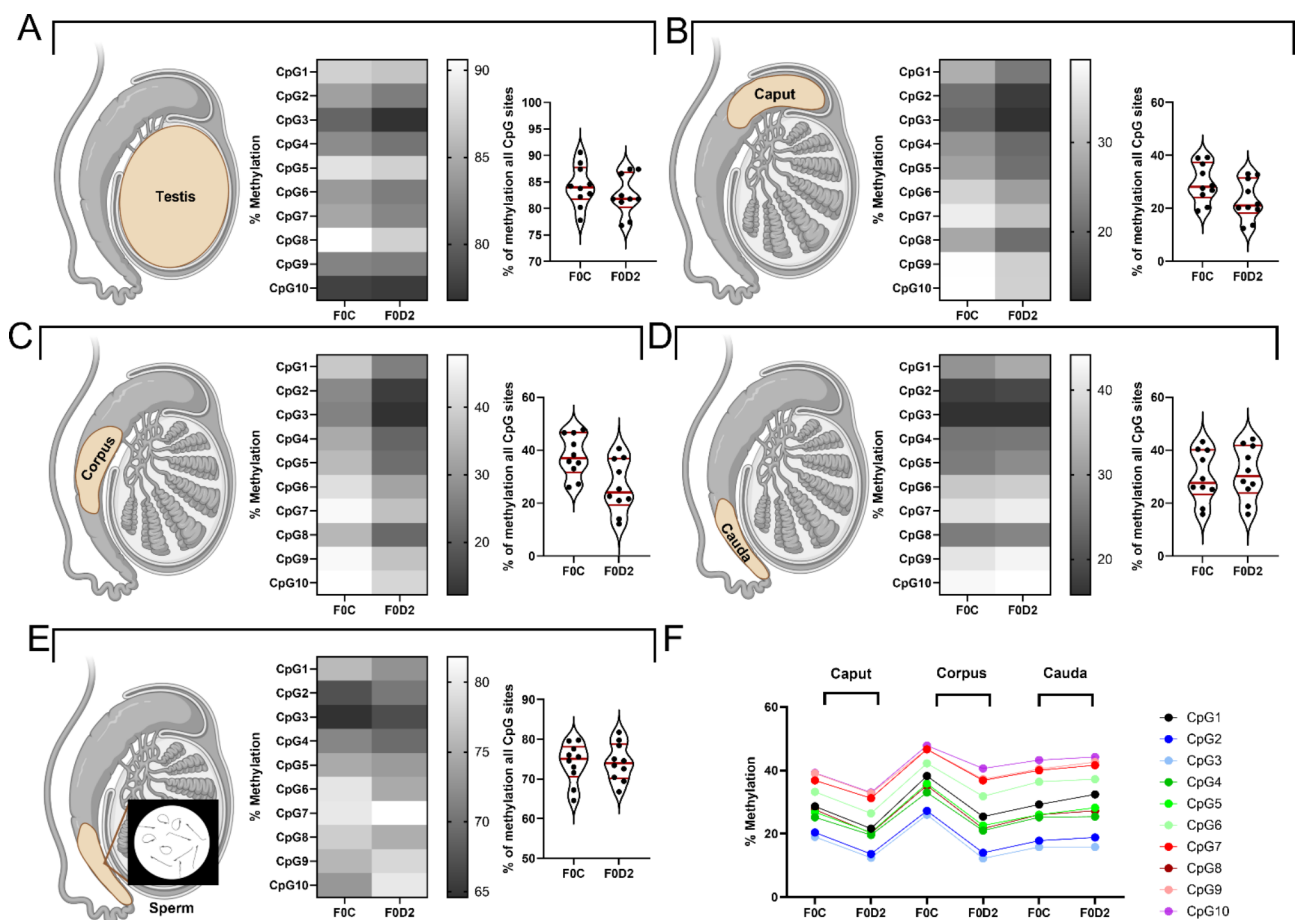 A
Testis
% Methylation
CpG1
CpG2
CpG3
CpG4
CpG5
CpG6
CpG7
CpG8
CpG9
CpG10
F0C F0D2
90
85
80
% of methylation all CpG sites
100
95
90
85
80
75
70
F0C F0D2
B
Caput
% Methylation
CpG1
CpG2
CpG3
CpG4
CpG5
CpG6
CpG7
CpG8
CpG9
CpG10
F0C F0D2
30
20
% of methylation all CpG sites
60
40
20
0
F0C F0D2
C
Corpus
% Methylation
CpG1
CpG2
CpG3
CpG4
CpG5
CpG6
CpG7
CpG8
CpG9
CpG10
F0C F0D2
40
30
20
% of methylation all CpG sites
60
40
20
0
F0C F0D2
D
Cauda
% Methylation
CpG1
CpG2
CpG3
CpG4
CpG5
CpG6
CpG7
CpG8
CpG9
CpG10
F0C F0D2
40
30
20
% of methylation all CpG sites
60
40
20
0
F0C F0D2
E
Sperm
% Methylation
CpG1
CpG2
CpG3
CpG4
CpG5
CpG6
CpG7
CpG8
CpG9
CpG10
F0C F0D2
80
75
70
65
% of methylation all CpG sites
90
80
70
60
50
F0C F0D2
F
Caput Corpus Cauda
% Methylation
60
40
20
0
F0C F0D2 F0C F0D2 F0C F0D2
CpG1
CpG2
CpG3
CpG4
CpG5
CpG6
CpG7
CpG8
CpG9
CpG10